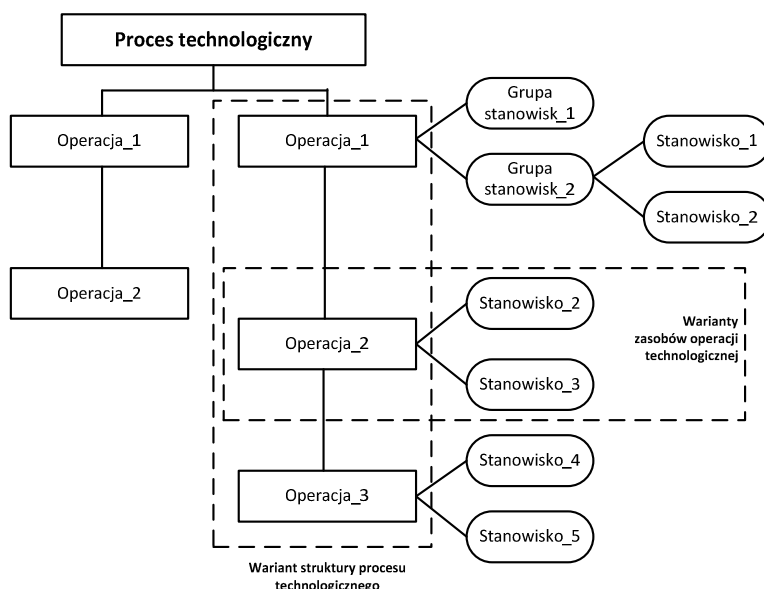 Proces technologiczny
Operacja_1
Operacja_1
Grupa
stanowisk_1
Grupa
stanowisk_2
Stanowisko_1
Stanowisko_2
Operacja_2
Operacja_2
Stanowisko_2
Stanowisko_3
Warianty
zasobów operacji
technologicznej
Operacja_3
Stanowisko_4
Stanowisko_5
Wariant struktury procesu
technologicznego